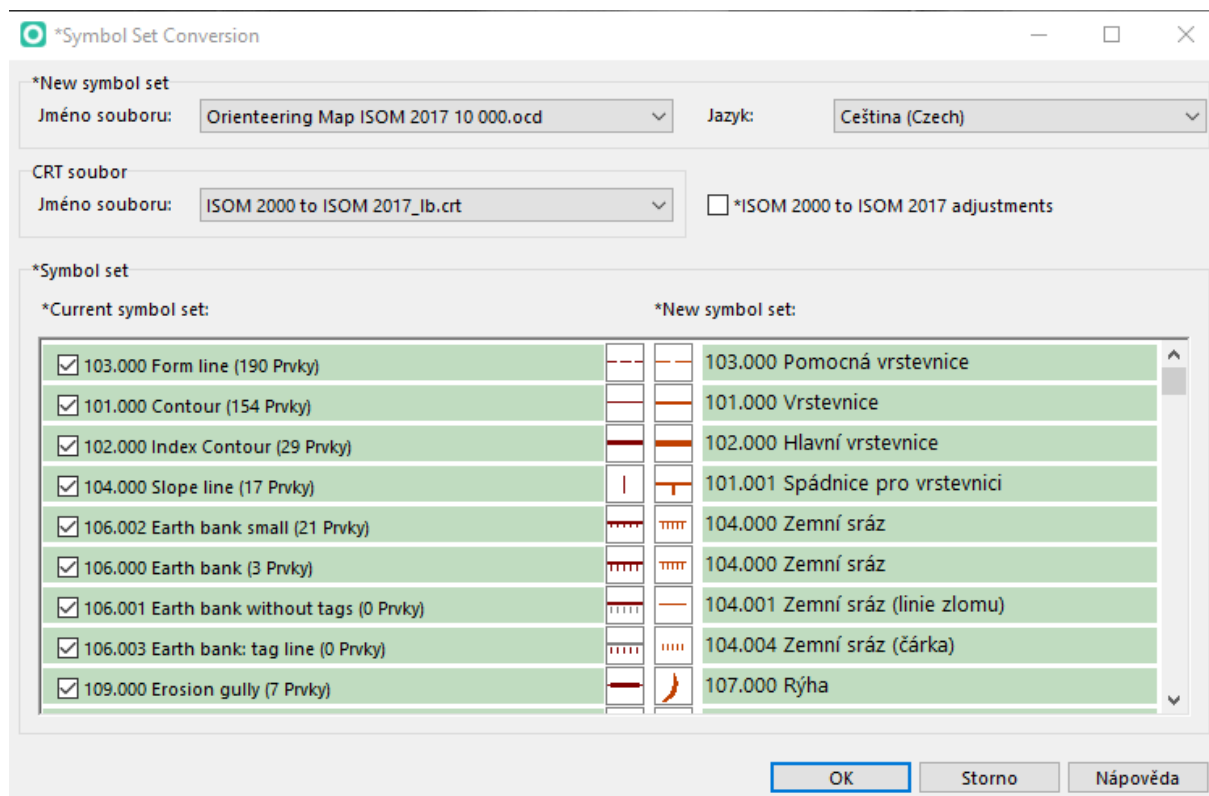 *Symbol Set Conversion
*New symbol set
Jméno souboru: Orienteering Map ISOM 2017 10 000.ocd Jazyk: Ceština (Czech)
CRT soubor
Jméno souboru: ISOM 2000 to ISOM 2017_lb.crt *ISOM 2000 to ISOM 2017 adjustments
*Symbol set
*Current symbol set: *New symbol set:
103.000 Form line (190 Prvky) 103.000 Pomocná vrstevnice
101.000 Contour (154 Prvky) 101.000 Vrstevnice
102.000 Index Contour (29 Prvky) 102.000 Hlavní vrstevnice
104.000 Slope line (17 Prvky) 101.001 Spádnice pro vrstevnici
106.002 Earth bank small (21 Prvky) 104.000 Zemní sráz
106.000 Earth bank (3 Prvky) 104.000 Zemní sráz
106.001 Earth bank without tags (0 Prvky) 104.001 Zemní sráz (linie zlomu)
106.003 Earth bank: tag line (0 Prvky) 104.004 Zemní sráz (čárka)
109.000 Erosion gully (7 Prvky) 107.000 Rýha
OK Storno Nápověda